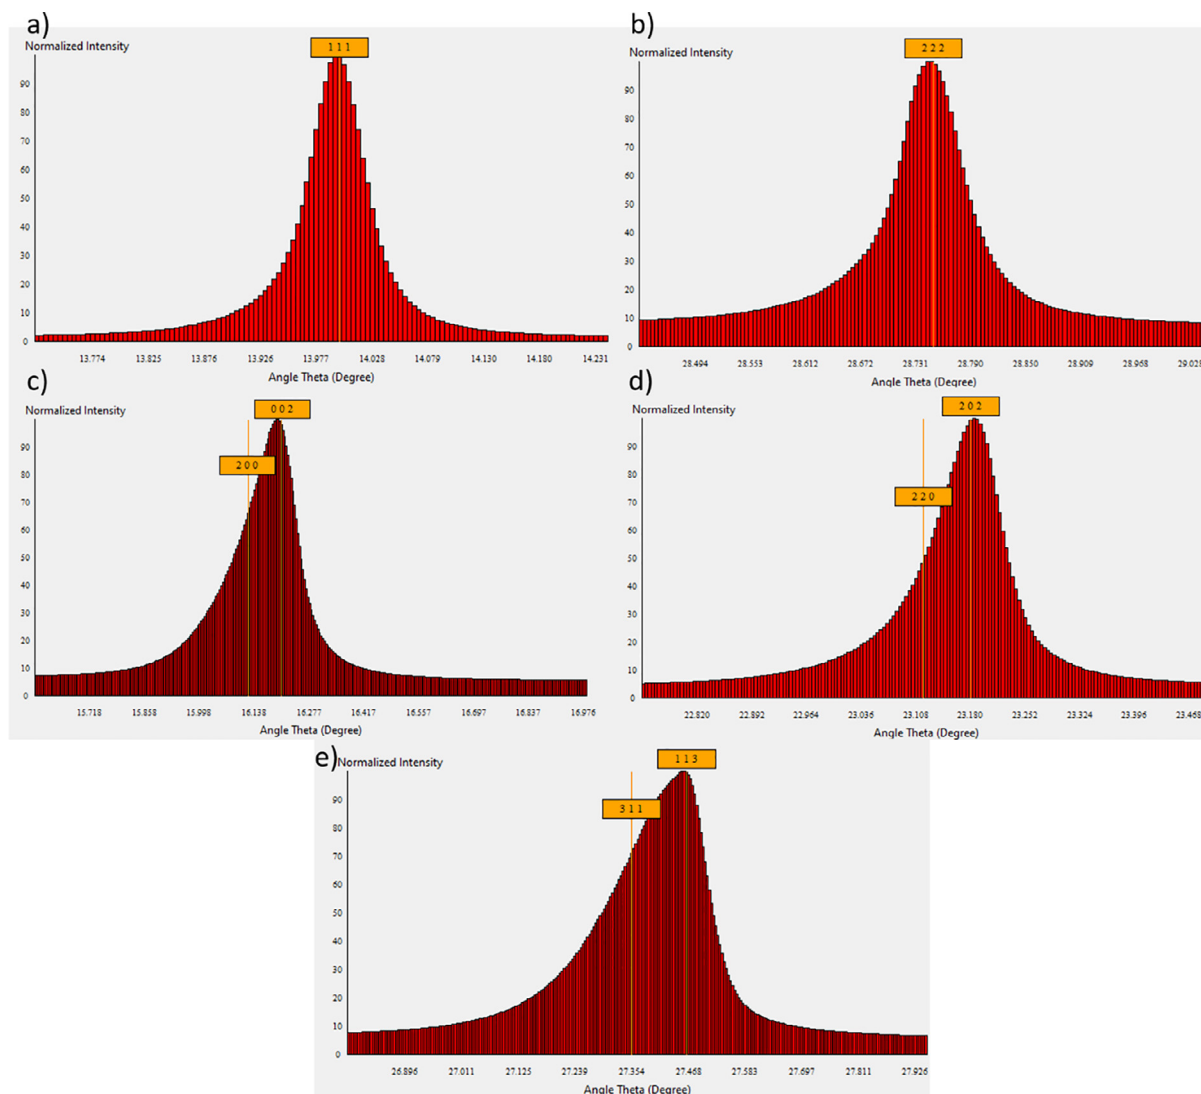 a)
Normalized Intensity
1 1 1
90
80
70
60
50
40
30
20
10
0
13.774 13.825 13.876 13.926 13.977 14.028 14.079 14.130 14.180 14.231
Angle Theta (Degree)
b)
Normalized Intensity
2 2 2
90
80
70
60
50
40
30
20
10
0
28.494 28.553 28.612 28.672 28.731 28.790 28.850 28.909 28.968 29.028
Angle Theta (Degree)
c)
Normalized Intensity
0 0 2
2 0 0
90
80
70
60
50
40
30
20
10
0
15.718 15.858 15.998 16.138 16.277 16.417 16.557 16.697 16.837 16.976
Angle Theta (Degree)
d)
Normalized Intensity
2 0 2
2 2 0
90
80
70
60
50
40
30
20
10
0
22.820 22.892 22.964 23.036 23.108 23.180 23.252 23.324 23.396 23.468
Angle Theta (Degree)
e)
Normalized Intensity
1 1 3
3 1 1
90
80
70
60
50
40
30
20
10
0
26.896 27.011 27.125 27.239 27.354 27.468 27.583 27.697 27.811 27.926
Angle Theta (Degree)